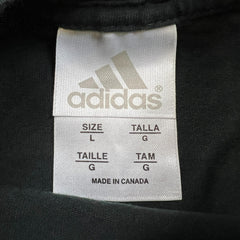 adidas
SIZE TALLA
L G
TAILLE TAM
G G
MADE IN CANADA